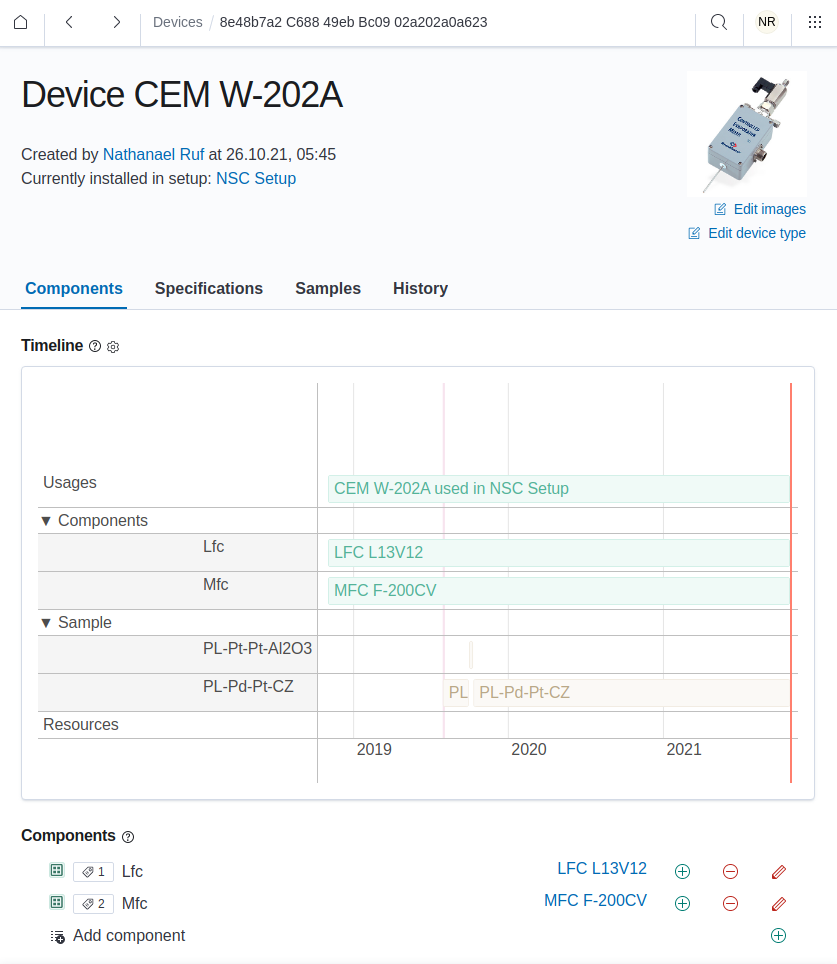 Devices / 8e48b7a2 C688 49eb Bc09 02a202a0a623
NR
Device CEM W-202A
Created by Nathanael Ruf at 26.10.21, 05:45
Currently installed in setup: NSC Setup
CONTROLLED
EVAPORATOR
MIXER
Edit images
Edit device type
Components Specifications Samples History
Timeline
Usages
CEM W-202A used in NSC Setup
▼ Components
Lfc
LFC L13V12
Mfc
MFC F-200CV
▼ Sample
PL-Pt-Pt-Al2O3
PL-Pd-Pt-CZ
PL PL-Pd-Pt-CZ
Resources
2019 2020 2021
Components
1 Lfc LFC L13V12
2 Mfc MFC F-200CV
Add component